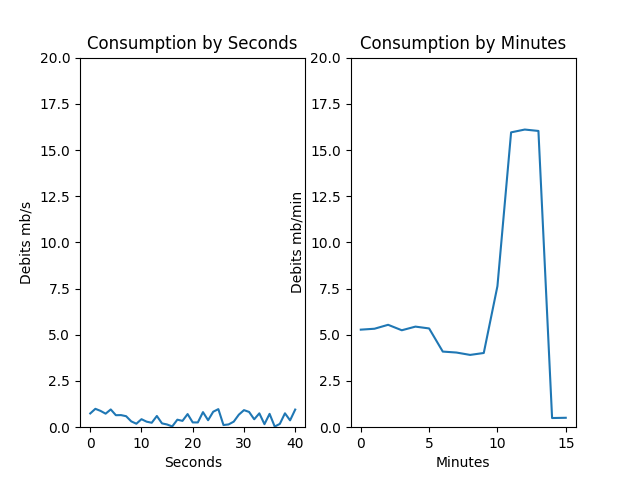 Consumption by Seconds
20.0
17.5
15.0
12.5
10.0
7.5
5.0
2.5
0.0
Debits mb/s
0 10 20 30 40
Seconds
Consumption by Minutes
20.0
17.5
15.0
12.5
10.0
7.5
5.0
2.5
0.0
Debits mb/min
0 5 10 15
Minutes